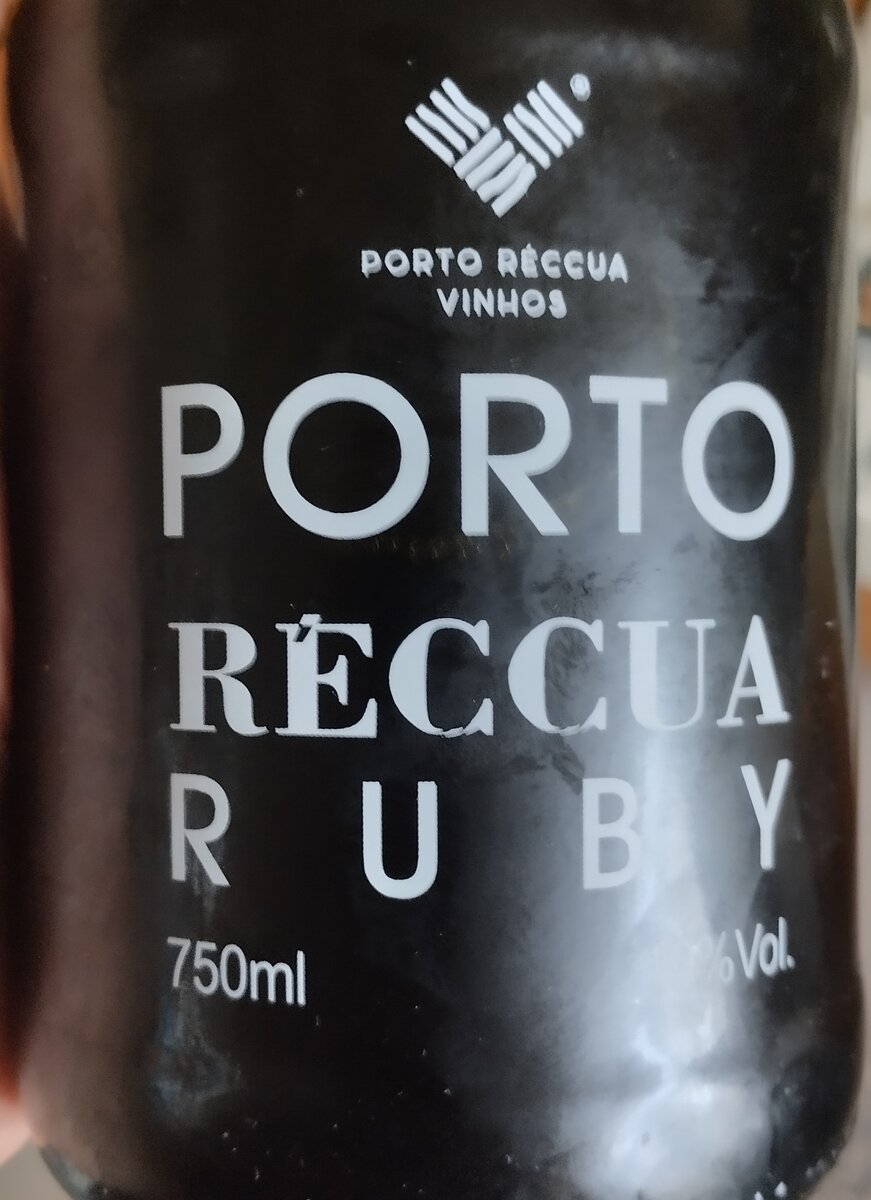 PORTO RÉCCUA
VINHOS
PORTO
RÉCCUA
RUBY
750ml
% Vol.